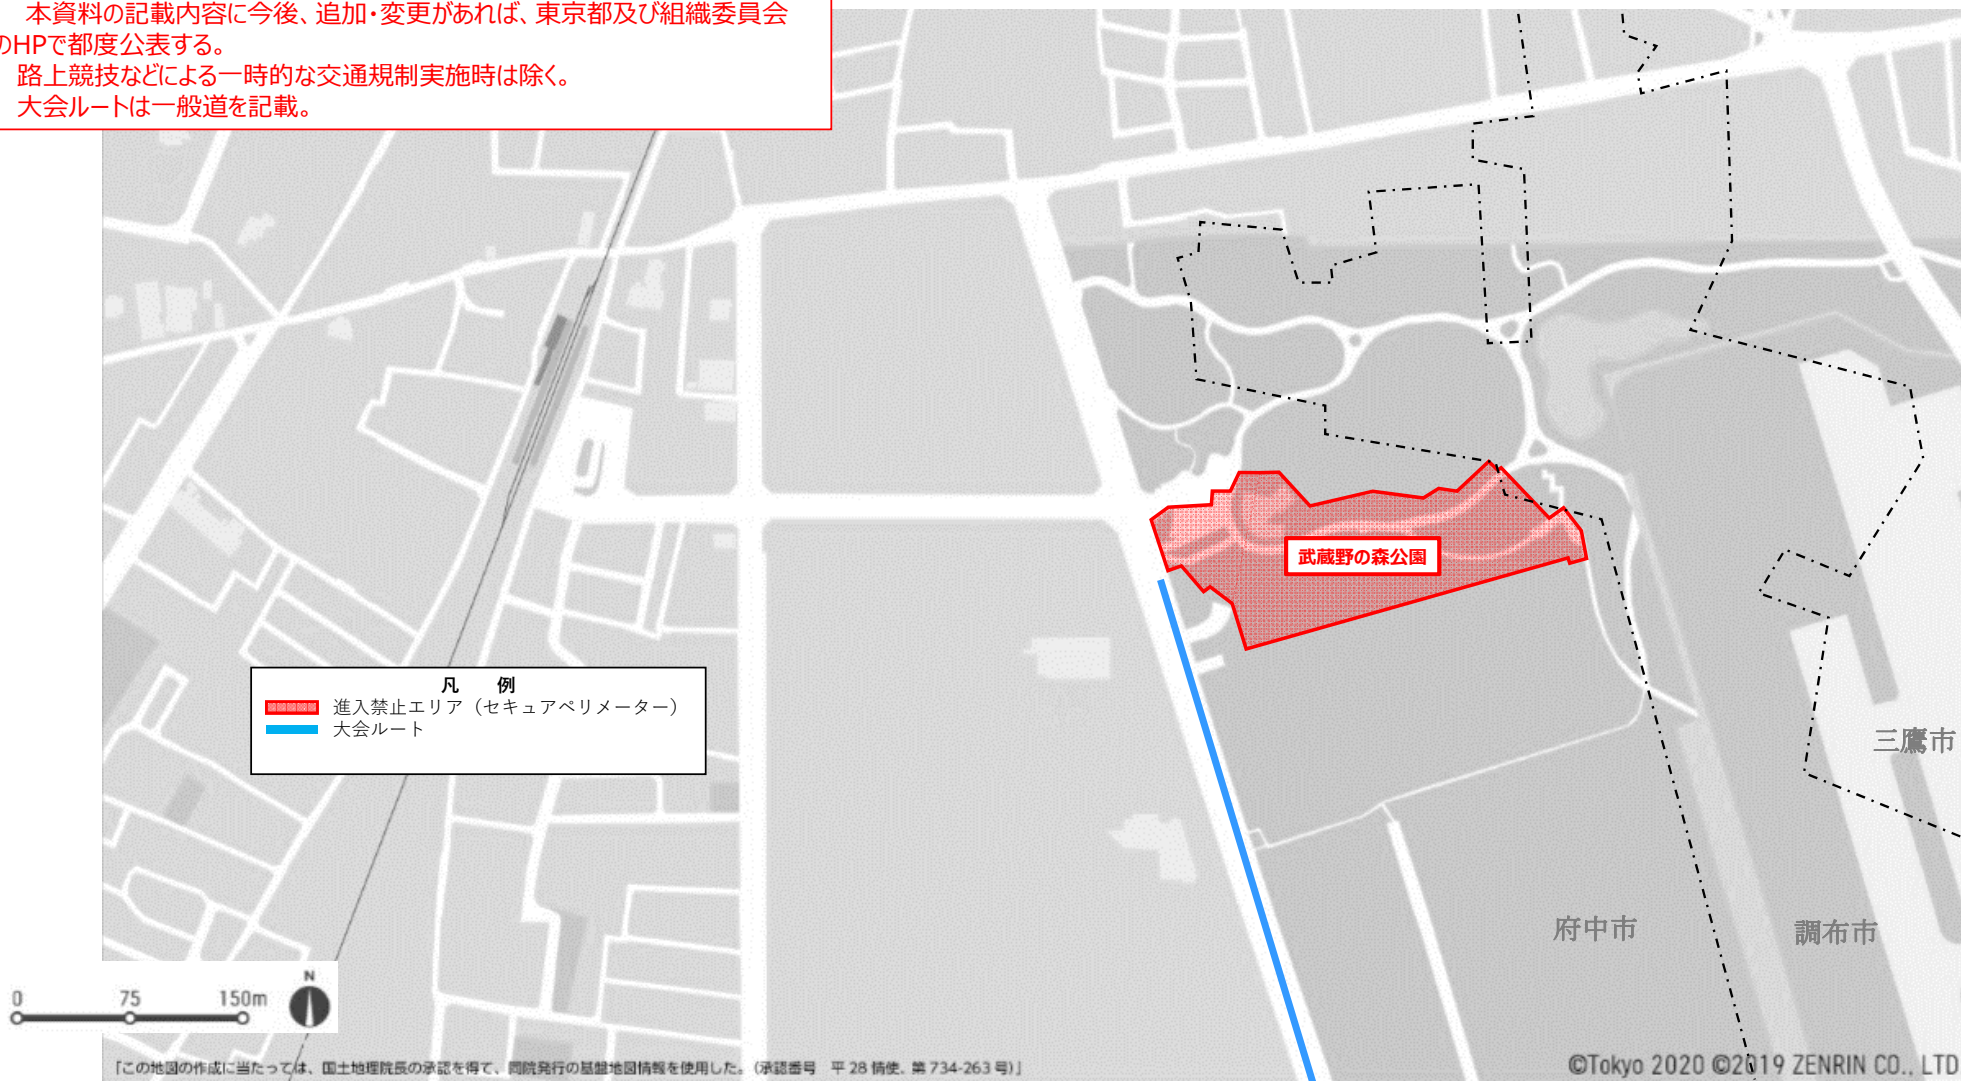 本資料の記載内容に今後、追加・変更があれば、東京都及び組織委員会
のHPで都度公表する。
路上競技などによる一時的な交通規制実施時は除く。
大会ルートは一般道を記載。
武蔵野の森公園
凡　例
進入禁止エリア（セキュアペリメーター）
大会ルート
三鷹市
府中市
調布市
N
0 75 150m
「この地図の作成に当たっては、国土地理院長の承認を得て、同院発行の基盤地図情報を使用した。（承認番号　平 28 情使、第 734-263 号）」
©Tokyo 2020 ©2019 ZENRIN CO., LTD